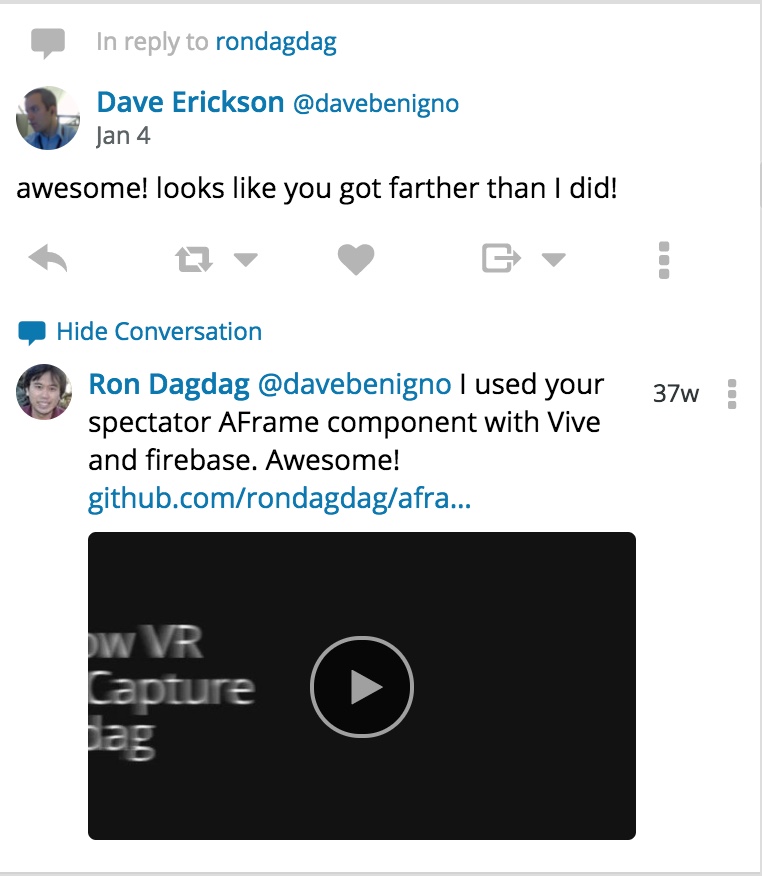 In reply to rondagdag
Dave Erickson @davebenigno
Jan 4
awesome! looks like you got farther than I did!
Hide Conversation
Ron Dagdag @davebenigno I used your
37w
spectator AFrame component with Vive
and firebase. Awesome!
github.com/rondagdag/afra...
ow VR
Capture
dag